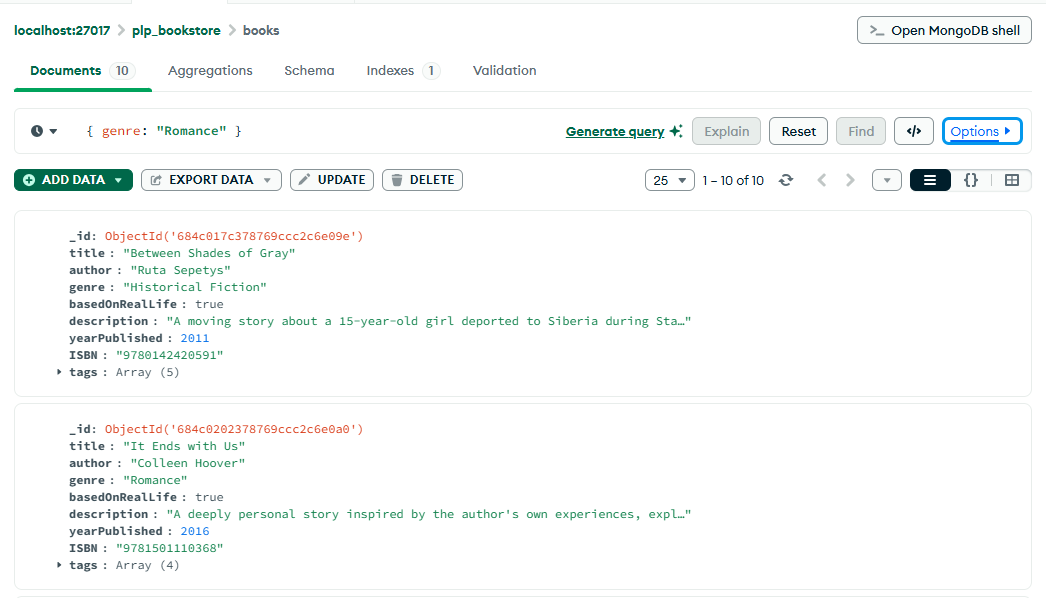 localhost:27017 > plp_bookstore > books
>_ Open MongoDB shell
Documents 10 Aggregations Schema Indexes 1 Validation
{ genre: "Romance" }
Generate query Explain Reset Find </> Options
ADD DATA EXPORT DATA UPDATE DELETE 25 1 – 10 of 10 {}
_id: ObjectId('684c017c378769ccc2c6e09e')
title : "Between Shades of Gray"
author : "Ruta Sepetys"
genre : "Historical Fiction"
basedOnRealLife : true
description : "A moving story about a 15-year-old girl deported to Siberia during Sta…"
yearPublished : 2011
ISBN : "9780142420591"
tags : Array (5)
_id: ObjectId('684c0202378769ccc2c6e0a0')
title : "It Ends with Us"
author : "Colleen Hoover"
genre : "Romance"
basedOnRealLife : true
description : "A deeply personal story inspired by the author's own experiences, expl…"
yearPublished : 2016
ISBN : "9781501110368"
tags : Array (4)